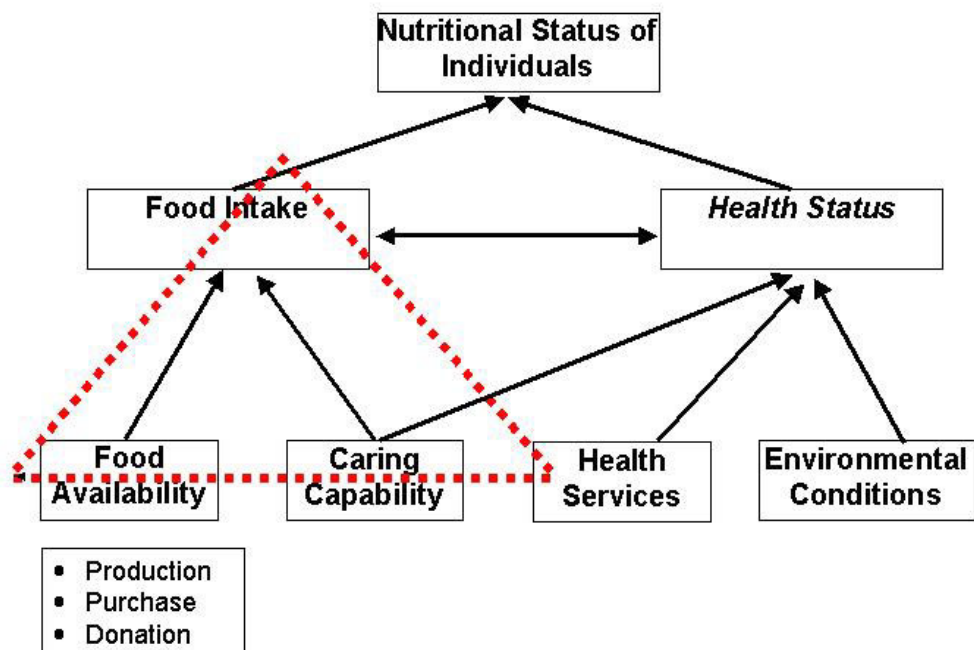 Nutritional Status of
Individuals
Food Intake
Health Status
Food
Availability
Caring
Capability
Health
Services
Environmental
Conditions
• Production
• Purchase
• Donation